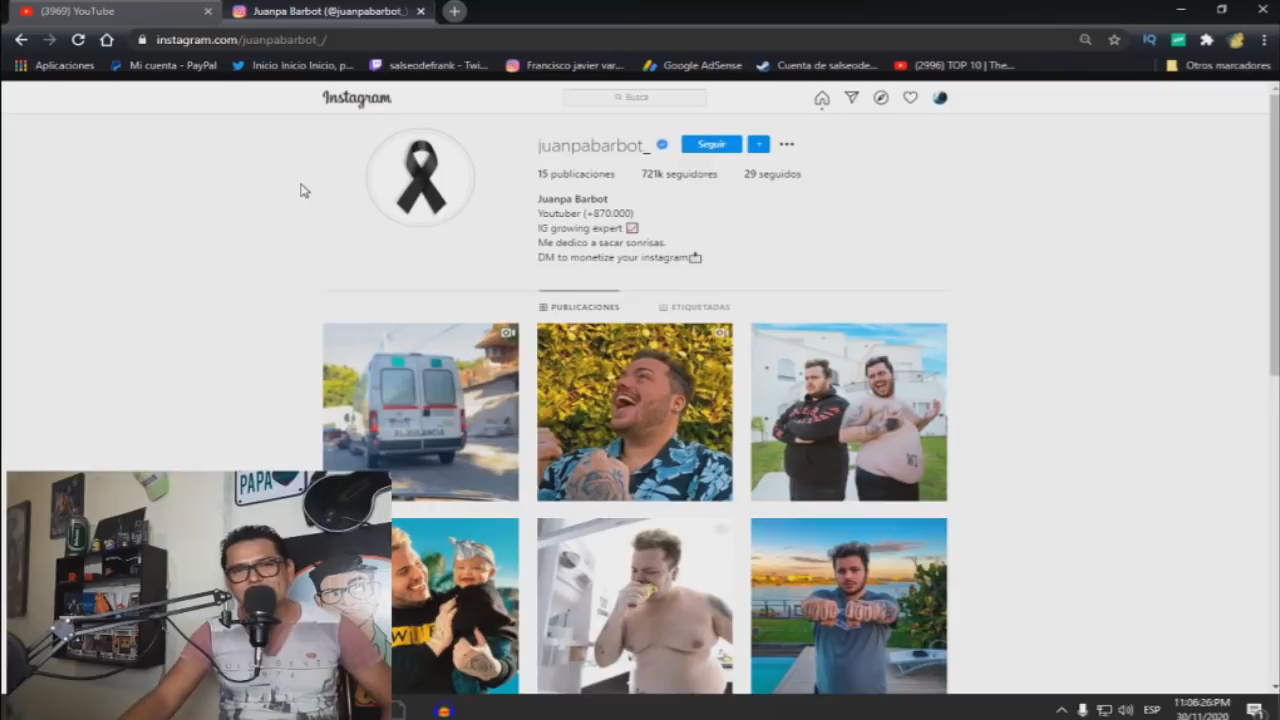 (3969) YouTube
Juanpa Barbot (@juanpabarbot_
instagram.com/juanpabarbot_/
Aplicaciones
Mi cuenta - PayPal
Inicio Inicio Inicio, p...
salseodefrank - Twi...
Francisco javier var...
Google AdSense
Cuenta de salseode...
(2996) TOP 10 | The...
Otros marcadores
Instagram
Busca
juanpabarbot_
Seguir
15 publicaciones
721k seguidores
29 seguidos
Juanpa Barbot
Youtuber (+870.000)
IG growing expert
Me dedico a sacar sonrisas.
DM to monetize your instagram
PUBLICACIONES
ETIQUETADAS
PAPA
ESP
11:06:26 PM
30/11/2020